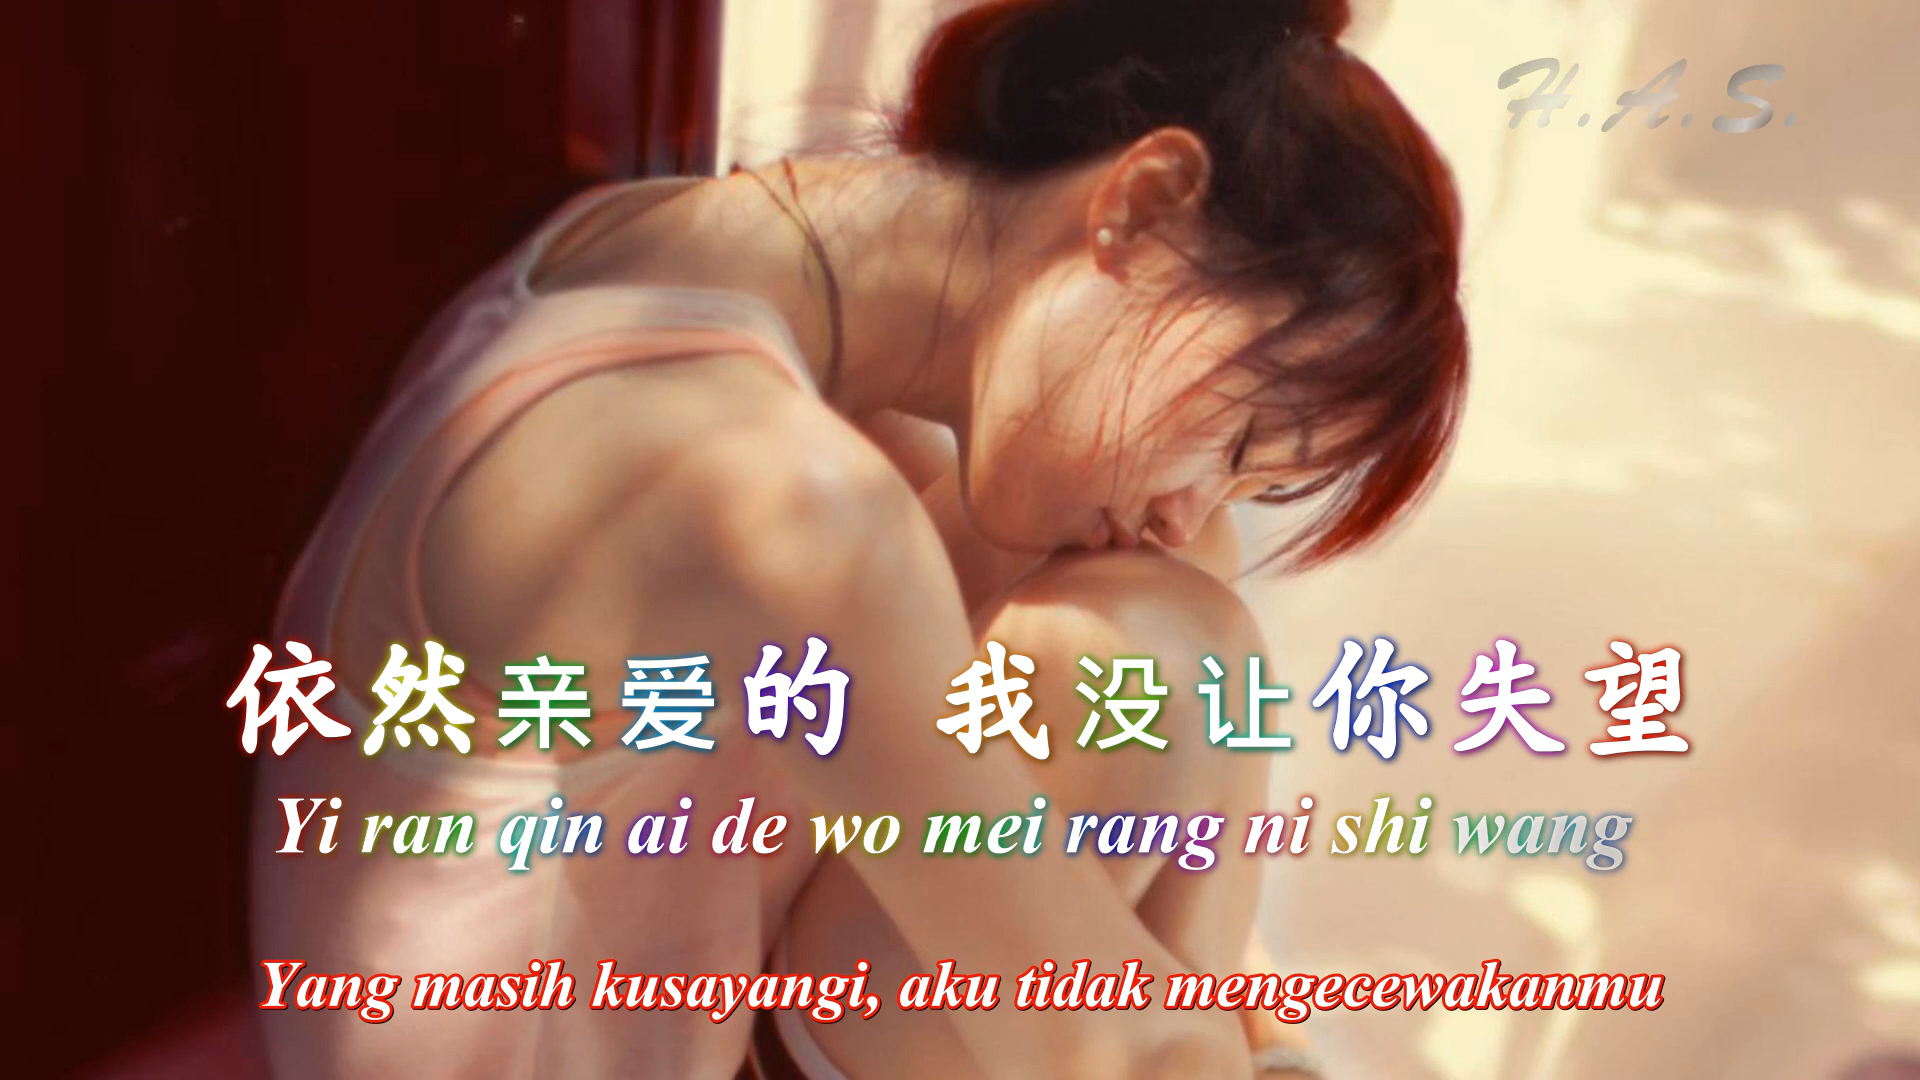 H.A.S.
依然亲爱的 我没让你失望
Yi ran qin ai de wo mei rang ni shi wang
Yang masih kusayangi, aku tidak mengecewakanmu